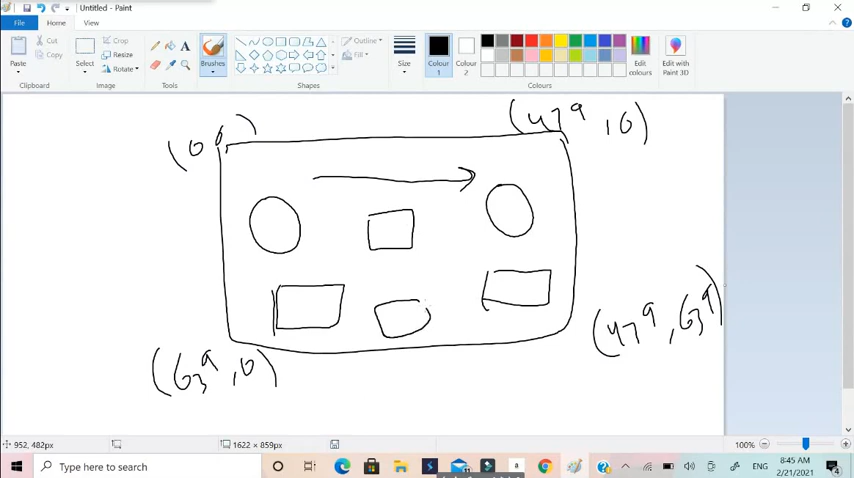 Untitled - Paint
File Home View
Paste
Cut
Copy
Clipboard
Select
Crop
Resize
Rotate
Image
A
Tools
Brushes
Outline
Fill
Shapes
Size
Colour 1
Colour 2
Edit colours
Edit with Paint 3D
Colours
(0 0)
(479, 0)
(479, 639)
(639, 0)
952, 482px
1622 × 859px
100%
Type here to search
a
ENG
8:45 AM
2/21/2021